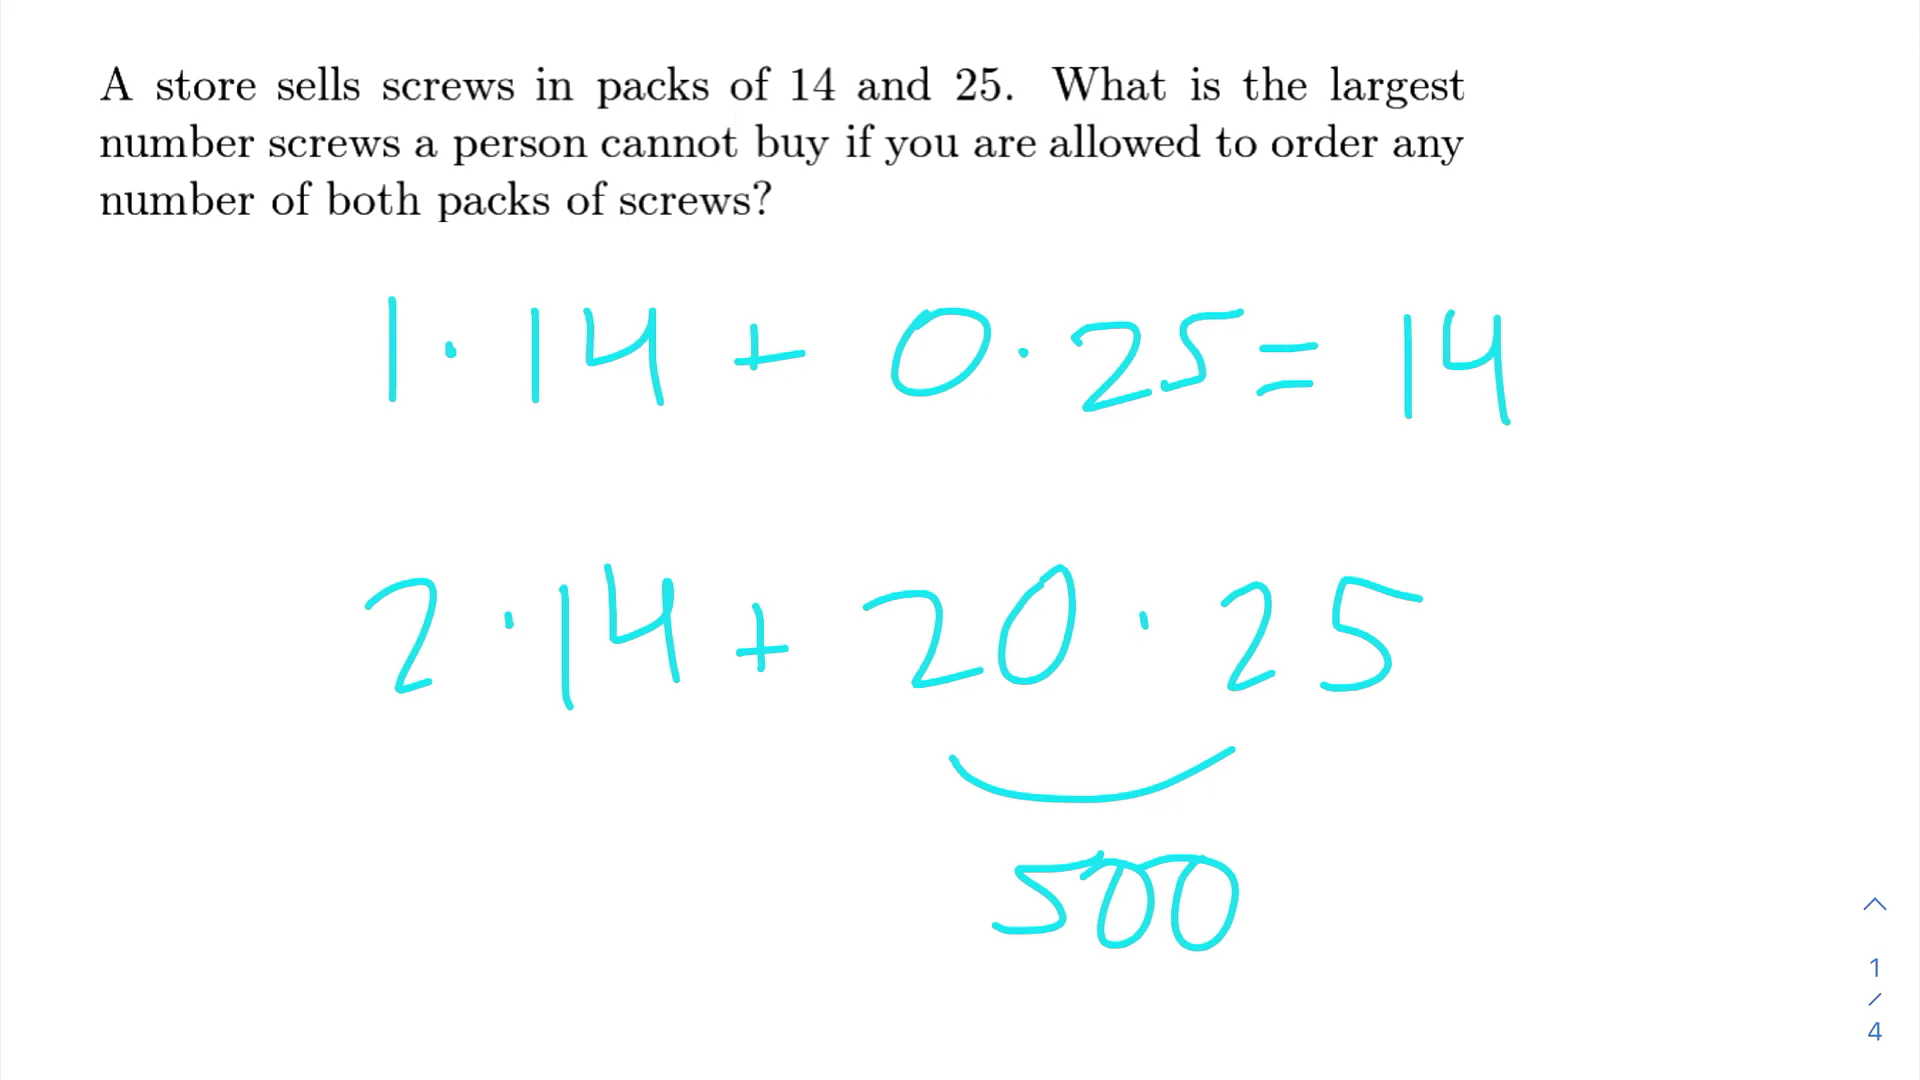 A store sells screws in packs of 14 and 25. What is the largest
number screws a person cannot buy if you are allowed to order any
number of both packs of screws?
1 · 14 + 0 · 25 = 14
2 · 14 + 20 · 25
500
1
/
4